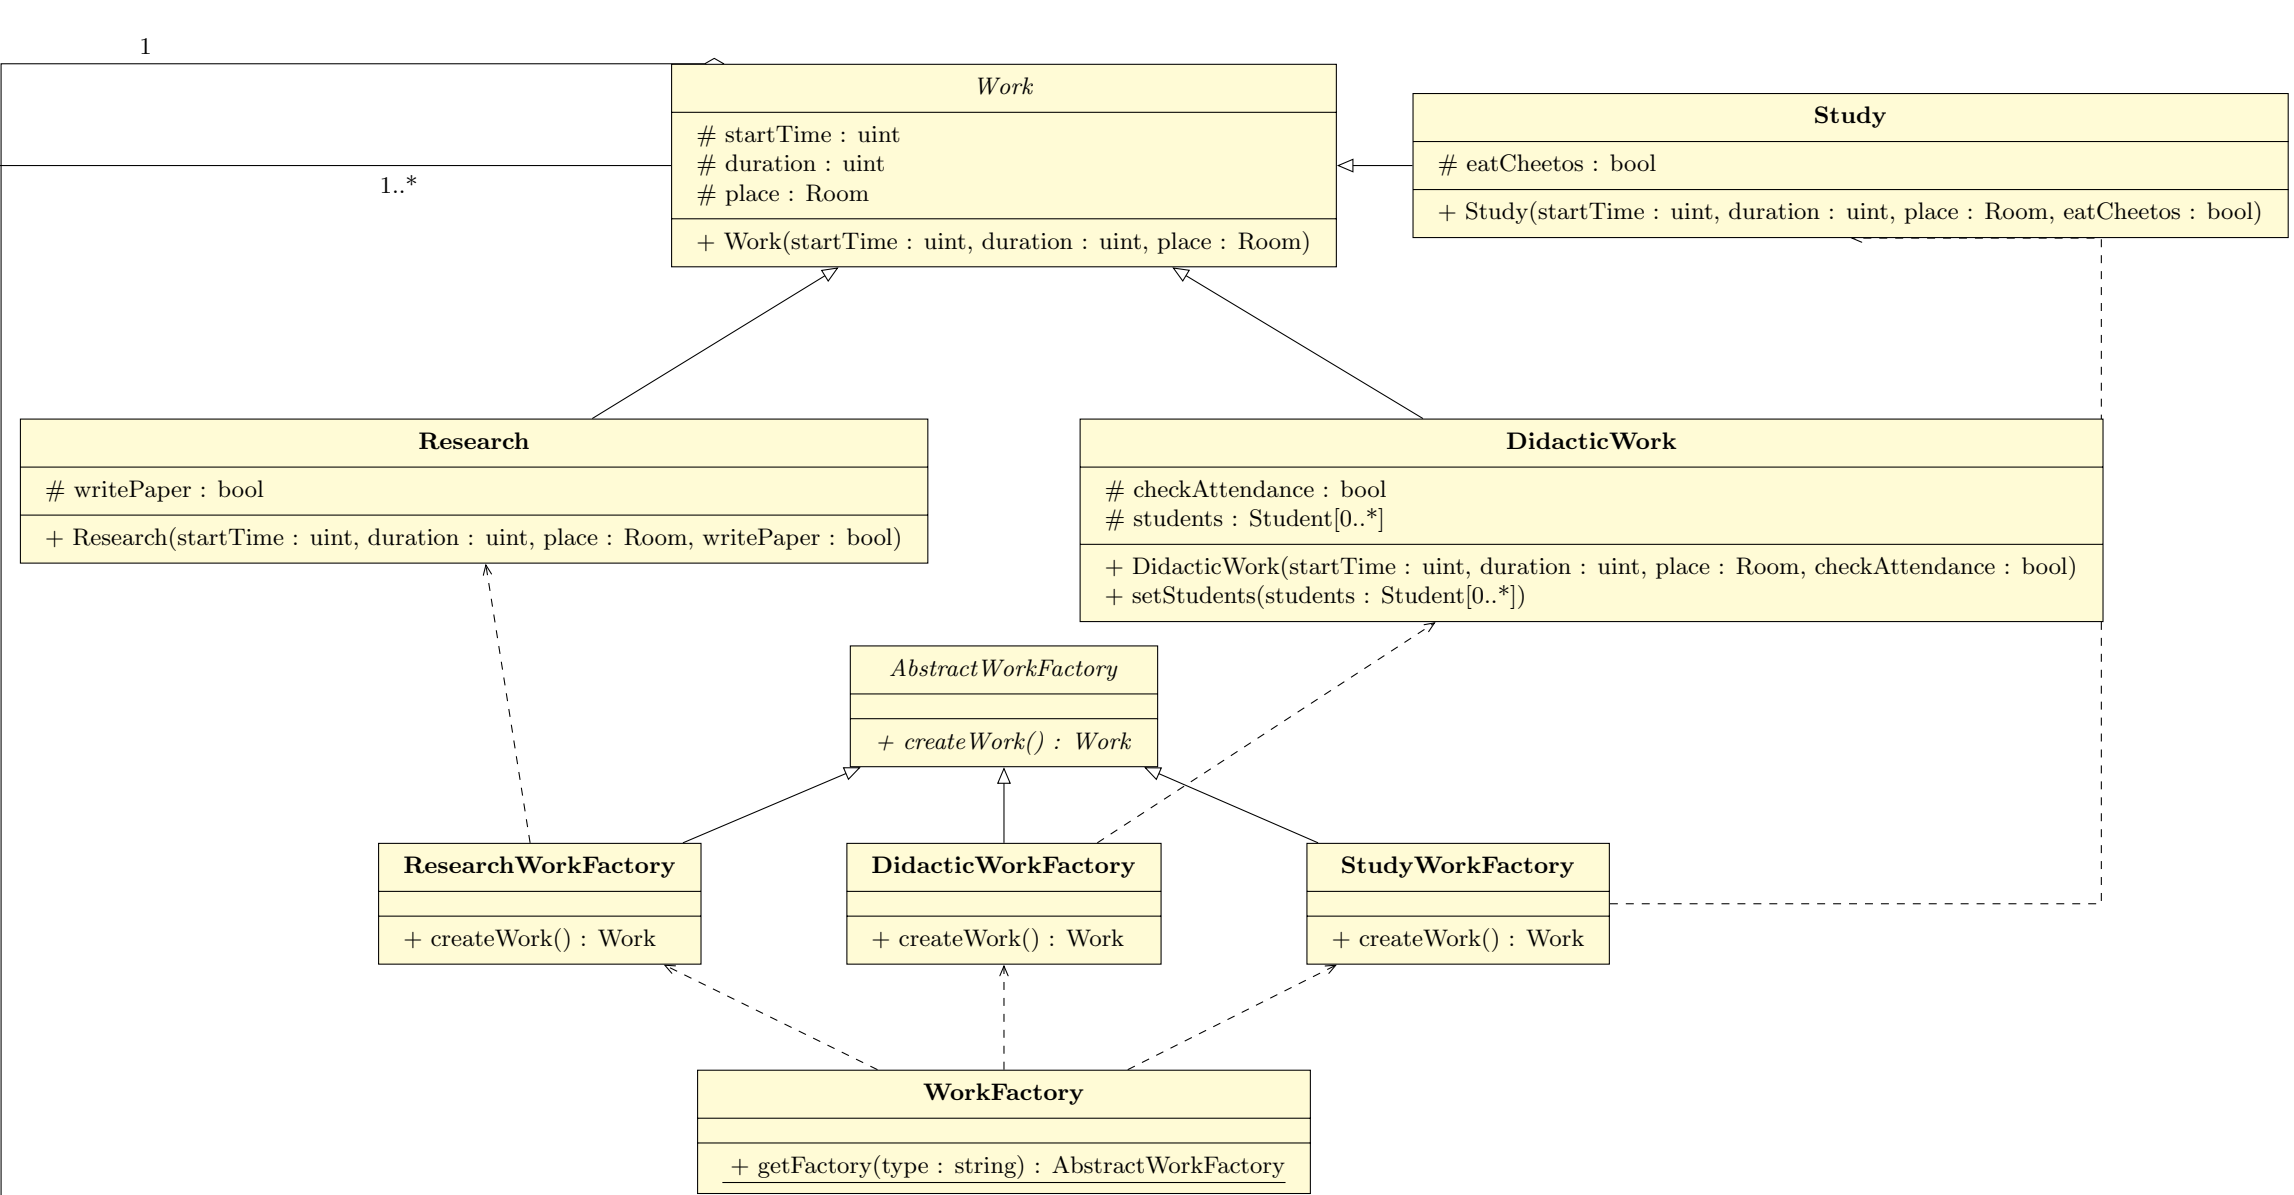 1
Work
# startTime : uint
# duration : uint
# place : Room
+ Work(startTime : uint, duration : uint, place : Room)
1..*
Study
# eatCheetos : bool
+ Study(startTime : uint, duration : uint, place : Room, eatCheetos : bool)
Research
# writePaper : bool
+ Research(startTime : uint, duration : uint, place : Room, writePaper : bool)
DidacticWork
# checkAttendance : bool
# students : Student[0..*]
+ DidacticWork(startTime : uint, duration : uint, place : Room, checkAttendance : bool)
+ setStudents(students : Student[0..*])
AbstractWorkFactory
+ createWork() : Work
ResearchWorkFactory
+ createWork() : Work
DidacticWorkFactory
+ createWork() : Work
StudyWorkFactory
+ createWork() : Work
WorkFactory
+ getFactory(type : string) : AbstractWorkFactory